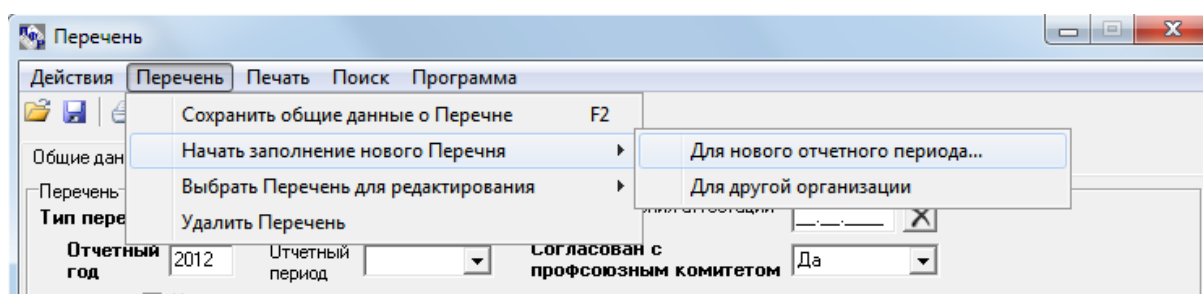 Перечень
Действия Перечень Печать Поиск Программа
Сохранить общие данные о Перечне F2
Общие дан Начать заполнение нового Перечня Для нового отчетного периода...
Перечень Выбрать Перечень для редактирования Для другой организации
Тип пере Удалить Перечень
Отчетный год 2012 Отчетный период Согласован с профсоюзным комитетом Да